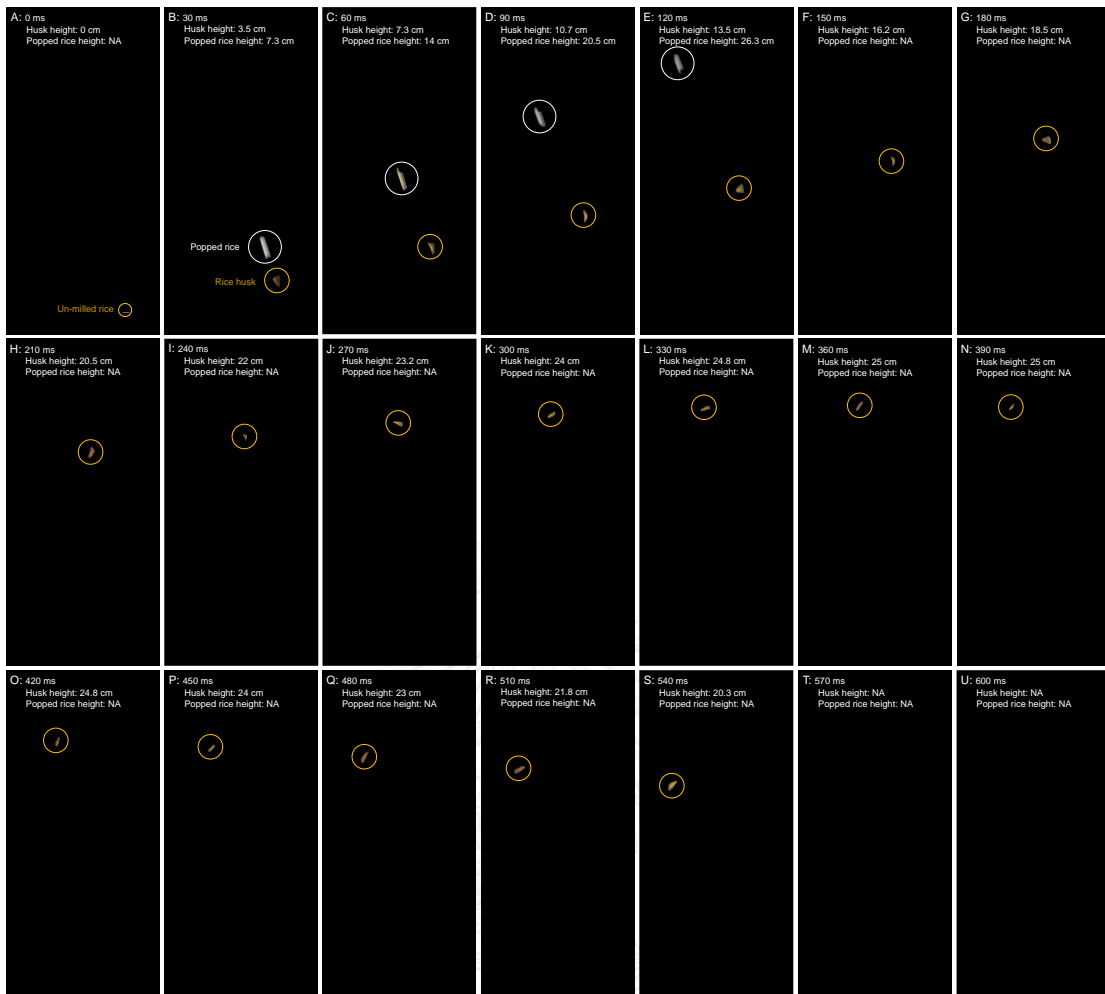 A: 0 ms
Husk height: 0 cm
Popped rice height: NA
Un-milled rice
B: 30 ms
Husk height: 3.5 cm
Popped rice height: 7.3 cm
Popped rice
Rice husk
C: 60 ms
Husk height: 7.3 cm
Popped rice height: 14 cm
D: 90 ms
Husk height: 10.7 cm
Popped rice height: 20.5 cm
E: 120 ms
Husk height: 13.5 cm
Popped rice height: 26.3 cm
F: 150 ms
Husk height: 16.2 cm
Popped rice height: NA
G: 180 ms
Husk height: 18.5 cm
Popped rice height: NA
H: 210 ms
Husk height: 20.5 cm
Popped rice height: NA
I: 240 ms
Husk height: 22 cm
Popped rice height: NA
J: 270 ms
Husk height: 23.2 cm
Popped rice height: NA
K: 300 ms
Husk height: 24 cm
Popped rice height: NA
L: 330 ms
Husk height: 24.8 cm
Popped rice height: NA
M: 360 ms
Husk height: 25 cm
Popped rice height: NA
N: 390 ms
Husk height: 25 cm
Popped rice height: NA
O: 420 ms
Husk height: 24.8 cm
Popped rice height: NA
P: 450 ms
Husk height: 24 cm
Popped rice height: NA
Q: 480 ms
Husk height: 23 cm
Popped rice height: NA
R: 510 ms
Husk height: 21.8 cm
Popped rice height: NA
S: 540 ms
Husk height: 20.3 cm
Popped rice height: NA
T: 570 ms
Husk height: NA
Popped rice height: NA
U: 600 ms
Husk height: NA
Popped rice height: NA